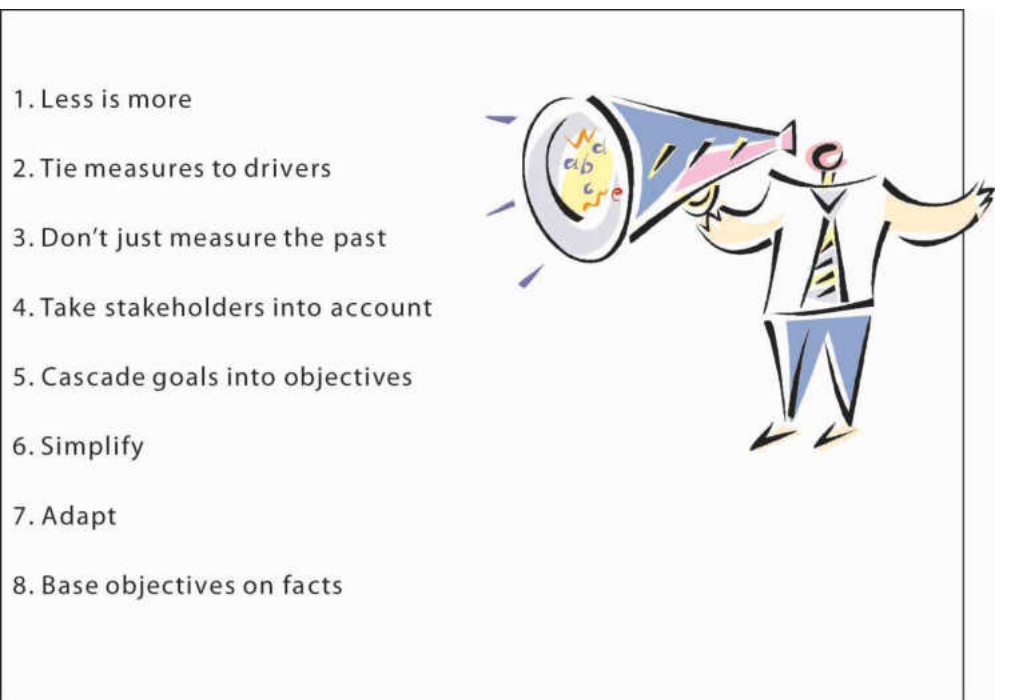 1. Less is more
2. Tie measures to drivers
3. Don't just measure the past
4. Take stakeholders into account
5. Cascade goals into objectives
6. Simplify
7. Adapt
8. Base objectives on facts
a b c d e